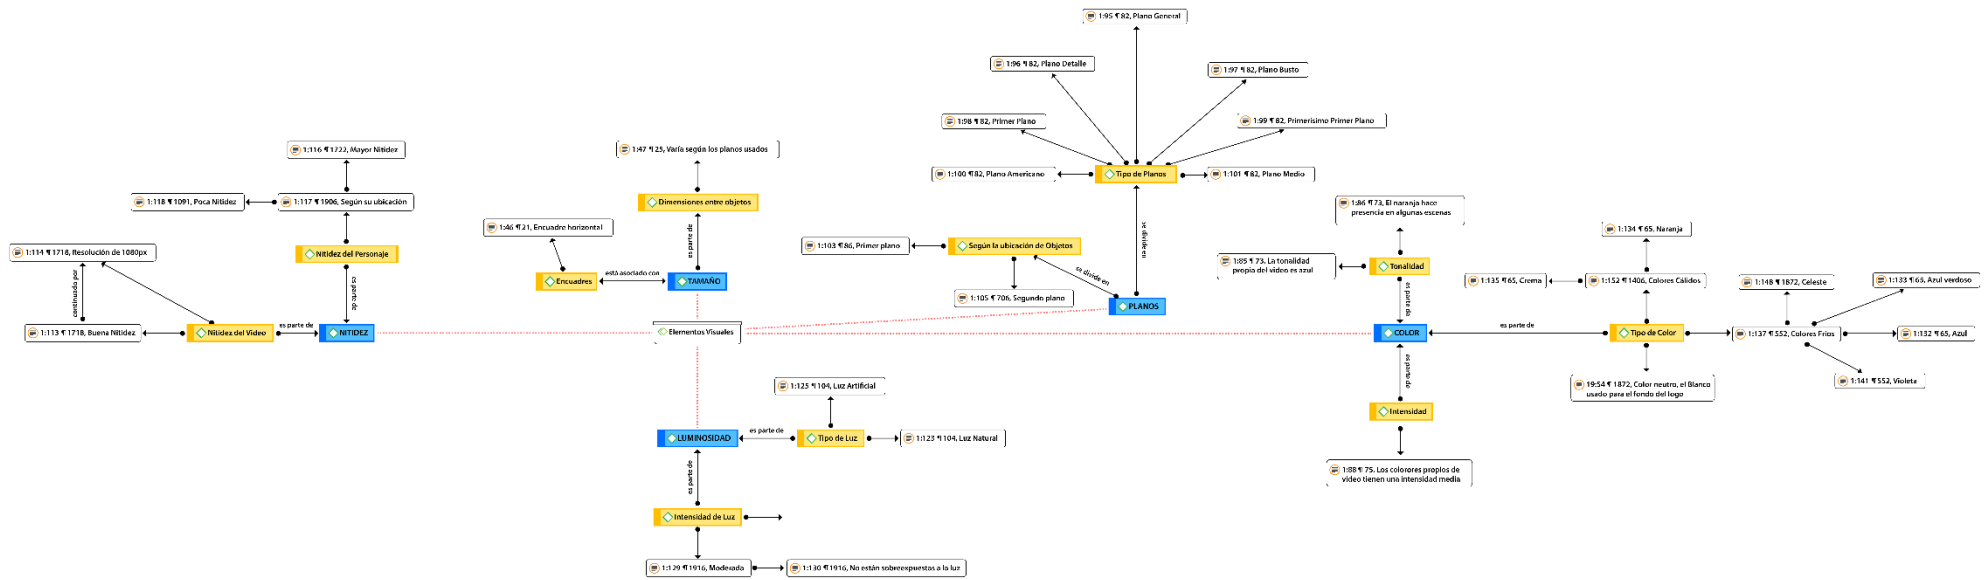 1:95 ¶ 82, Plano General
1:96 ¶ 82, Plano Detalle
1:97 ¶ 82, Plano Busto
1:98 ¶ 82, Primer Plano
1:99 ¶ 82, Primerisimo Primer Plano
1:116 ¶ 1722, Mayor Nitidez
1:47 ¶ 25, Varía según los planos usados
1:100 ¶ 82, Plano Americano
Tipo de Planos
1:101 ¶ 82, Plano Medio
1:118 ¶ 1091, Poca Nitidez
1:117 ¶ 1906, Según su ubicación
Dimensiones entre objetos
1:86 ¶ 73, El naranja hace
presencia en algunas escenas
1:46 ¶ 21, Encuadre horizontal
es parte de
se divide en
1:134 ¶ 65, Naranja
1:114 ¶ 1718, Resolución de 1080px
Nitidez del Personaje
1:103 ¶ 86, Primer plano
Según la ubicación de Objetos
1:85 ¶ 73, La tonalidad
propia del video es azul
Tonalidad
Encuadres
está asociado con
TAMAÑO
se divide en
1:135 ¶ 65, Crema
1:152 ¶ 1406, Colores Cálidos
1:148 ¶ 1872, Celeste
1:133 ¶ 65, Azul verdoso
continuado por
es parte de
1:105 ¶ 706, Segundo plano
PLANOS
es parte de
1:113 ¶ 1718, Buena Nitidez
Nitidez del Video
es parte de
NITIDEZ
Elementos Visuales
COLOR
es parte de
Tipo de Color
1:137 ¶ 552, Colores Frios
1:132 ¶ 65, Azul
es parte de
1:125 ¶ 104, Luz Artificial
19:54 ¶ 1872, Color neutro, el Blanco
usado para el fondo del logo
1:141 ¶ 552, Violeta
Intensidad
LUMINOSIDAD
es parte de
Tipo de Luz
1:123 ¶ 104, Luz Natural
es parte de
1:88 ¶ 75, Los colorores propios de
video tienen una intensidad media
Intensidad de Luz
1:129 ¶ 1916, Moderada
1:130 ¶ 1916, No están sobreexpuestos a la luz